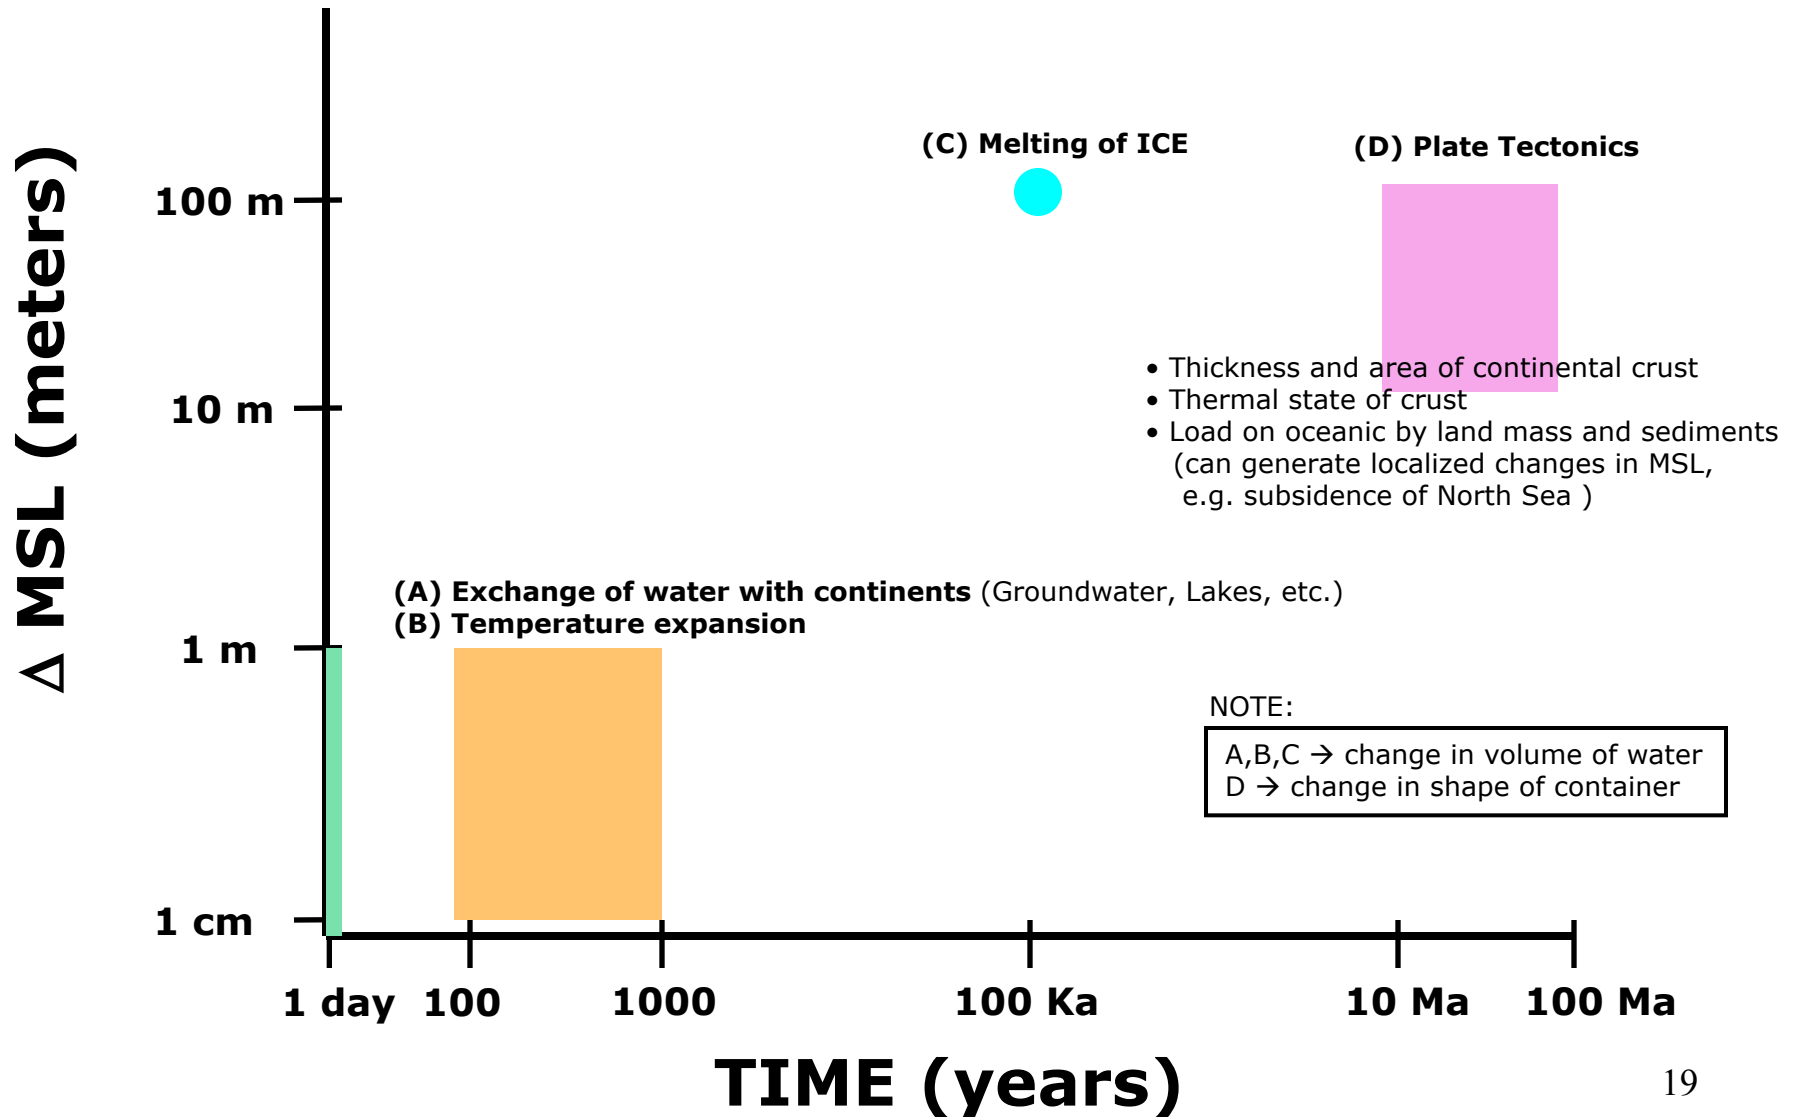 (C) Melting of ICE
(D) Plate Tectonics
Δ MSL (meters)
100 m
10 m
1 m
1 cm
• Thickness and area of continental crust
• Thermal state of crust
• Load on oceanic by land mass and sediments
(can generate localized changes in MSL,
e.g. subsidence of North Sea )
(A) Exchange of water with continents (Groundwater, Lakes, etc.)
(B) Temperature expansion
NOTE:
A,B,C → change in volume of water
D → change in shape of container
1 day 100 1000 100 Ka 10 Ma 100 Ma
TIME (years)
19